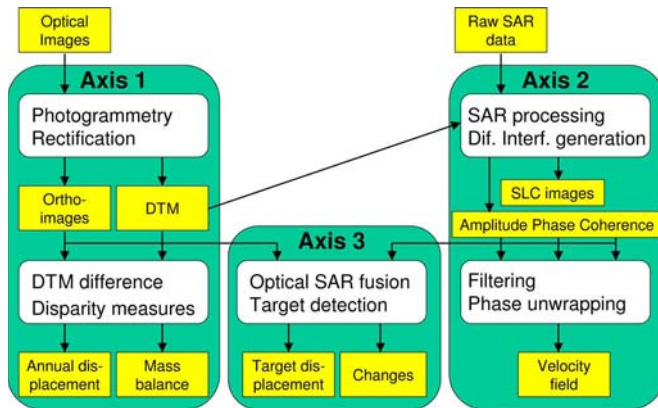 Optical
Images
Raw SAR
data
Axis 1
Photogrammetry
Rectification
Ortho-
images
DTM
DTM difference
Disparity measures
Annual dis-
placement
Mass
balance
Axis 2
SAR processing
Dif. Interf. generation
SLC images
Amplitude Phase Coherence
Filtering
Phase unwrapping
Velocity
field
Axis 3
Optical SAR fusion
Target detection
Target dis-
placement
Changes